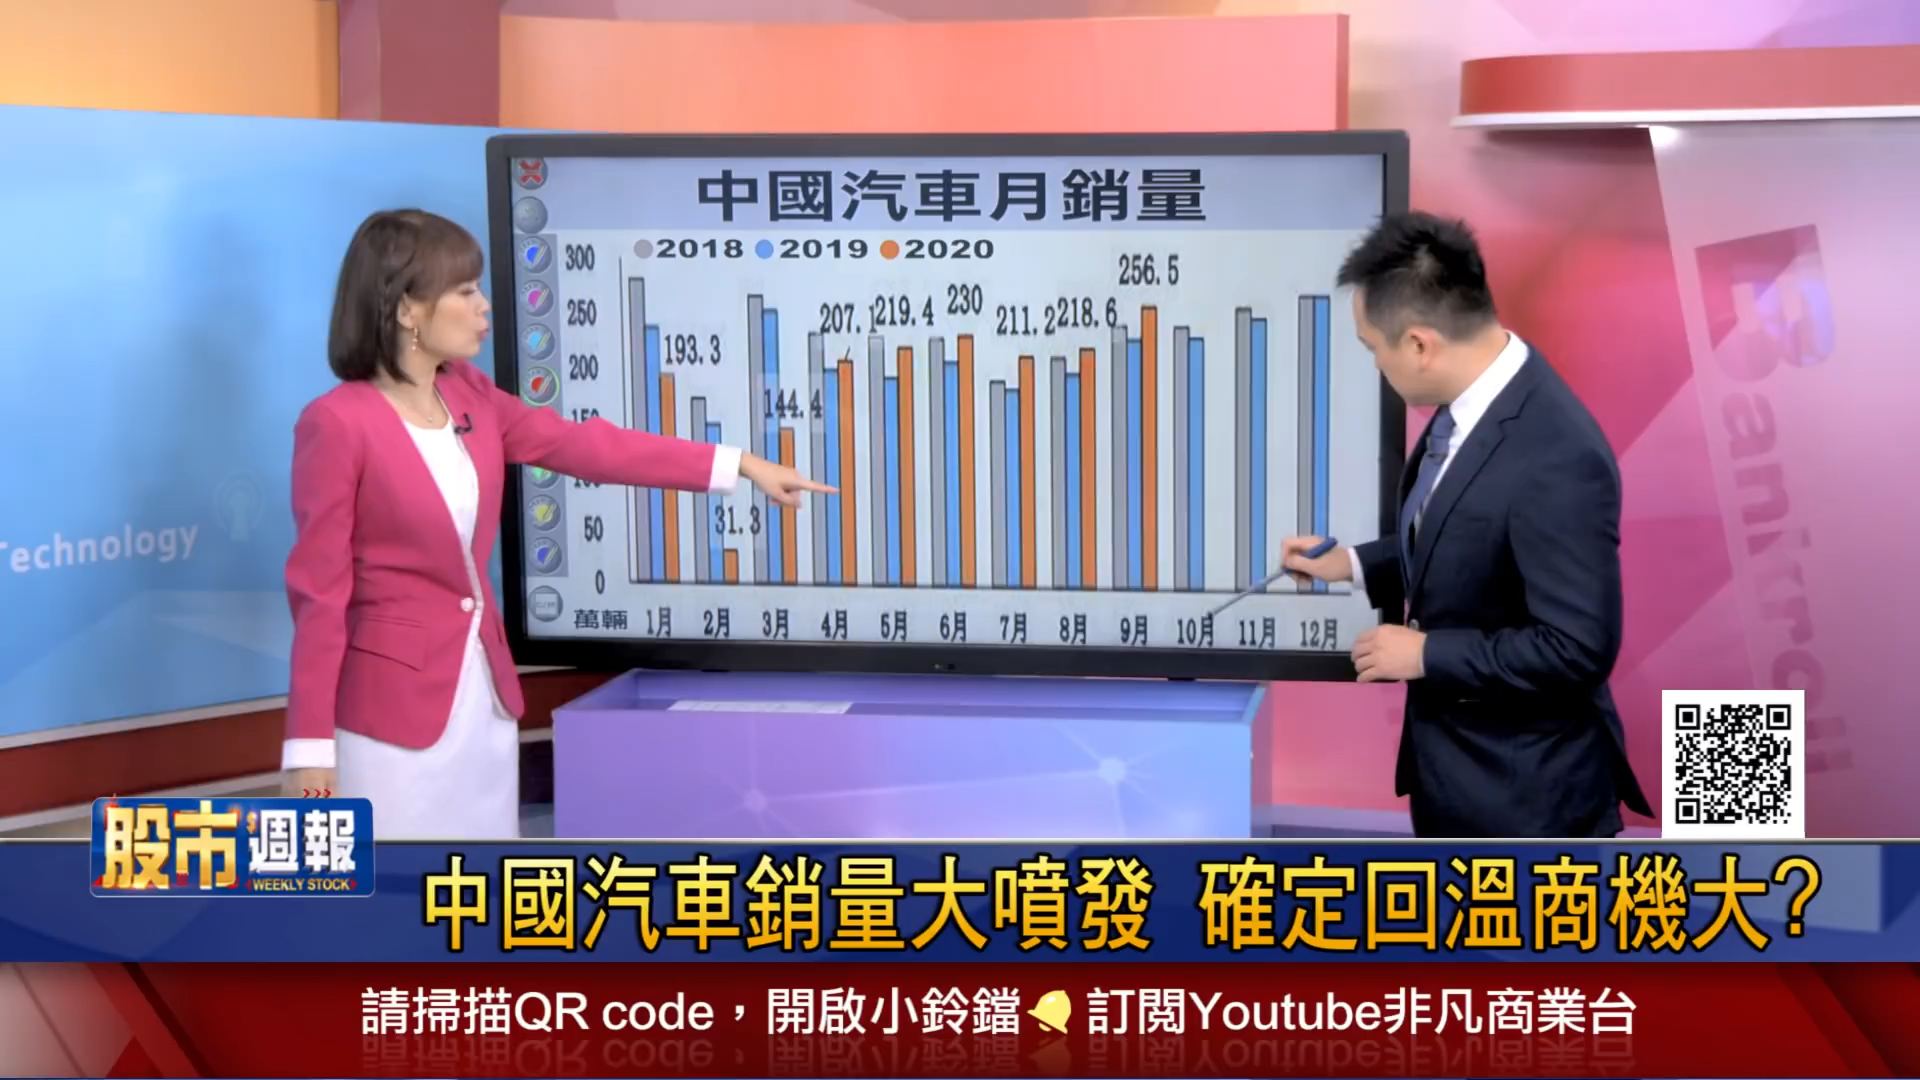 中國汽車月銷量
2018 2019 2020
300
250
200
50
0
193.3
31.3
144.4
207.1
219.4
230
211.2
218.6
256.5
萬輛 1月 2月 3月 4月 5月 6月 7月 8月 9月 10月 11月 12月
Technology
Bankroll
股市週報
WEEKLY STOCK
中國汽車銷量大噴發 確定回溫商機大?
請掃描QR code,開啟小鈴鐺🔔訂閱Youtube非凡商業台